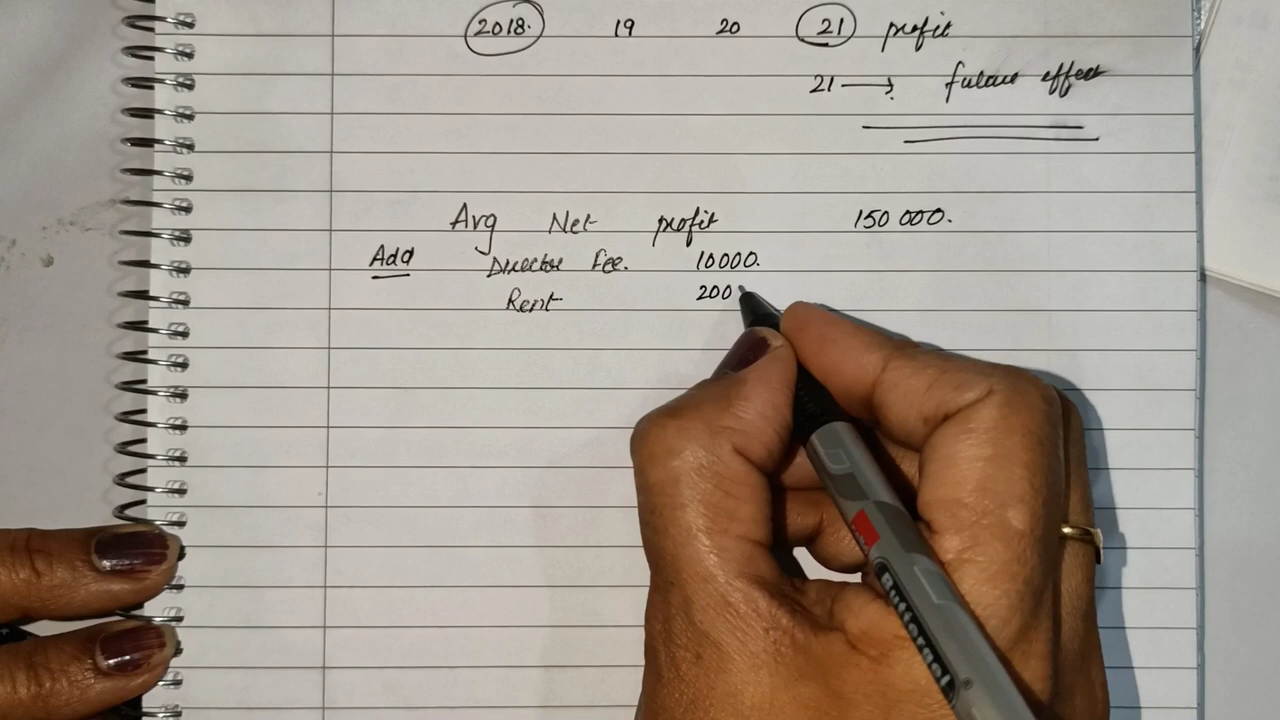 2018. 19 20 21 profit
21 → future effect
Avg Net profit 150 000.
Add Director Fee. 10000.
Rent 200
Buttergel